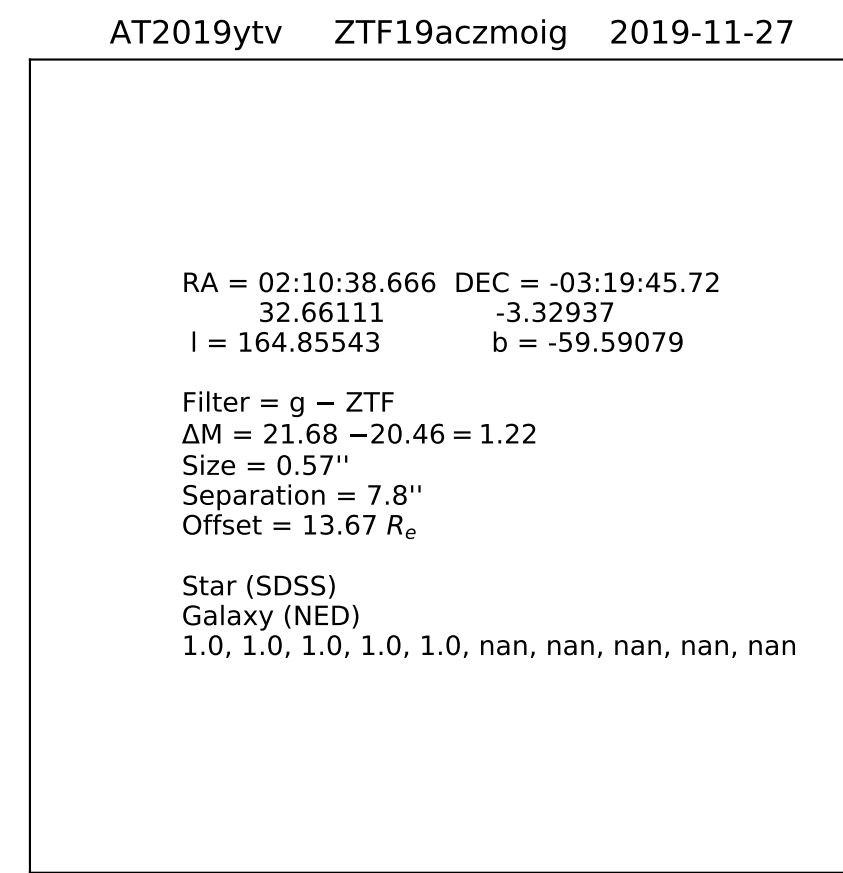 AT2019ytv ZTF19aczmoig 2019-11-27
RA = 02:10:38.666 DEC = -03:19:45.72
32.66111 -3.32937
l = 164.85543 b = -59.59079
Filter = g − ZTF
ΔM = 21.68 −20.46 = 1.22
Size = 0.57''
Separation = 7.8''
Offset = 13.67 Re
Star (SDSS)
Galaxy (NED)
1.0, 1.0, 1.0, 1.0, 1.0, nan, nan, nan, nan, nan